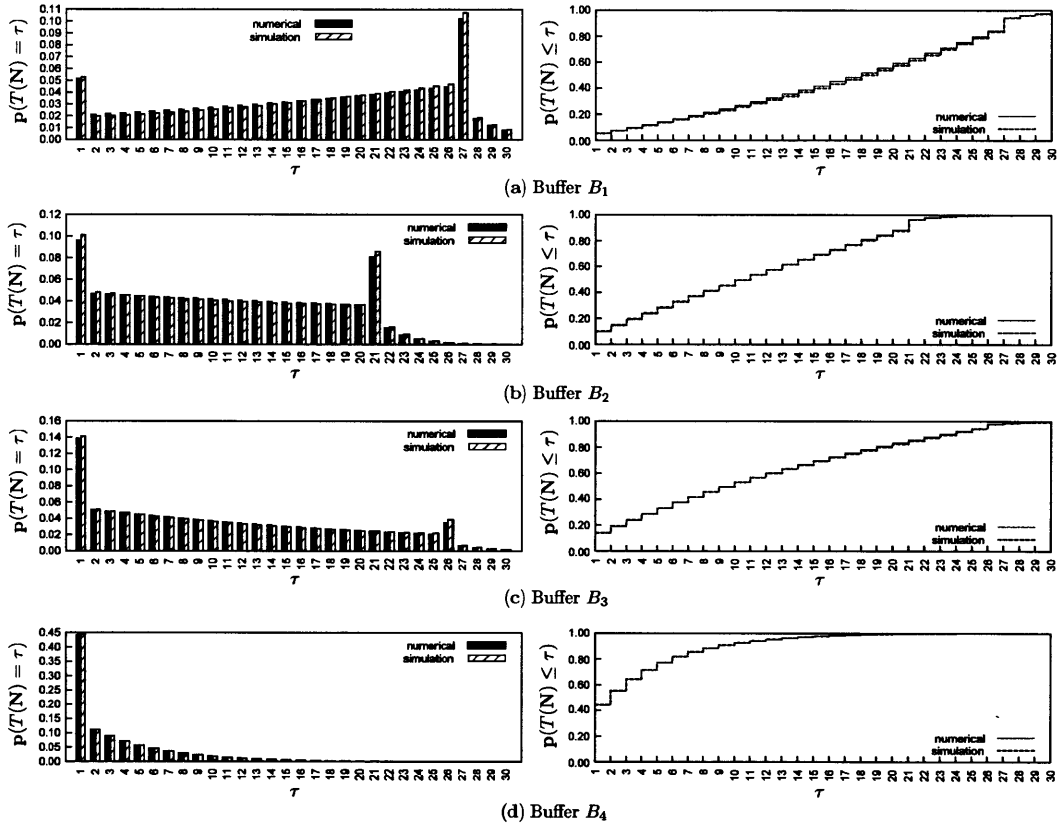 p(T(N) = τ)
0.11
0.10
0.09
0.08
0.07
0.06
0.05
0.04
0.03
0.02
0.01
0.00
numerical
simulation
1 2 3 4 5 6 7 8 9 10 11 12 13 14 15 16 17 18 19 20 21 22 23 24 25 26 27 28 29 30
τ
p(T(N) ≤ τ)
1.00
0.80
0.60
0.40
0.20
0.00
numerical
simulation
1 2 3 4 5 6 7 8 9 10 11 12 13 14 15 16 17 18 19 20 21 22 23 24 25 26 27 28 29 30
τ
(a) Buffer B₁
p(T(N) = τ)
0.12
0.10
0.08
0.06
0.04
0.02
0.00
numerical
simulation
1 2 3 4 5 6 7 8 9 10 11 12 13 14 15 16 17 18 19 20 21 22 23 24 25 26 27 28 29 30
τ
p(T(N) ≤ τ)
1.00
0.80
0.60
0.40
0.20
0.00
numerical
simulation
1 2 3 4 5 6 7 8 9 10 11 12 13 14 15 16 17 18 19 20 21 22 23 24 25 26 27 28 29 30
τ
(b) Buffer B₂
p(T(N) = τ)
0.16
0.14
0.12
0.10
0.08
0.06
0.04
0.02
0.00
numerical
simulation
1 2 3 4 5 6 7 8 9 10 11 12 13 14 15 16 17 18 19 20 21 22 23 24 25 26 27 28 29 30
τ
p(T(N) ≤ τ)
1.00
0.80
0.60
0.40
0.20
0.00
numerical
simulation
1 2 3 4 5 6 7 8 9 10 11 12 13 14 15 16 17 18 19 20 21 22 23 24 25 26 27 28 29 30
τ
(c) Buffer B₃
p(T(N) = τ)
0.45
0.40
0.35
0.30
0.25
0.20
0.15
0.10
0.05
0.00
numerical
simulation
1 2 3 4 5 6 7 8 9 10 11 12 13 14 15 16 17 18 19 20 21 22 23 24 25 26 27 28 29 30
τ
p(T(N) ≤ τ)
1.00
0.80
0.60
0.40
0.20
0.00
numerical
simulation
1 2 3 4 5 6 7 8 9 10 11 12 13 14 15 16 17 18 19 20 21 22 23 24 25 26 27 28 29 30
τ
(d) Buffer B₄